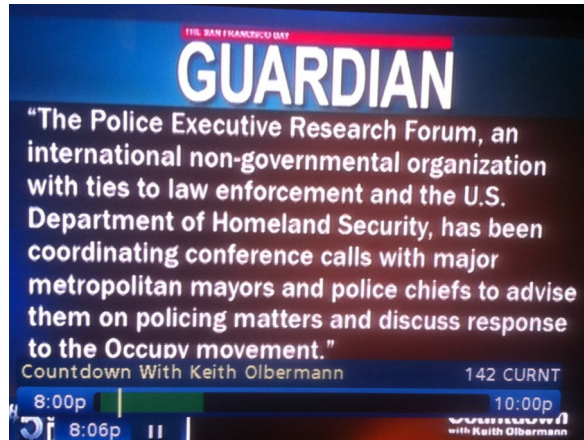 THE SAN FRANCISCO BAY
GUARDIAN
“The Police Executive Research Forum, an
international non-governmental organization
with ties to law enforcement and the U.S.
Department of Homeland Security, has been
coordinating conference calls with major
metropolitan mayors and police chiefs to advise
them on policing matters and discuss response
to the Occupy movement.”
Countdown With Keith Olbermann 142 CURNT
8:00p 10:00p
8:06p
Countdown
with Keith Olbermann